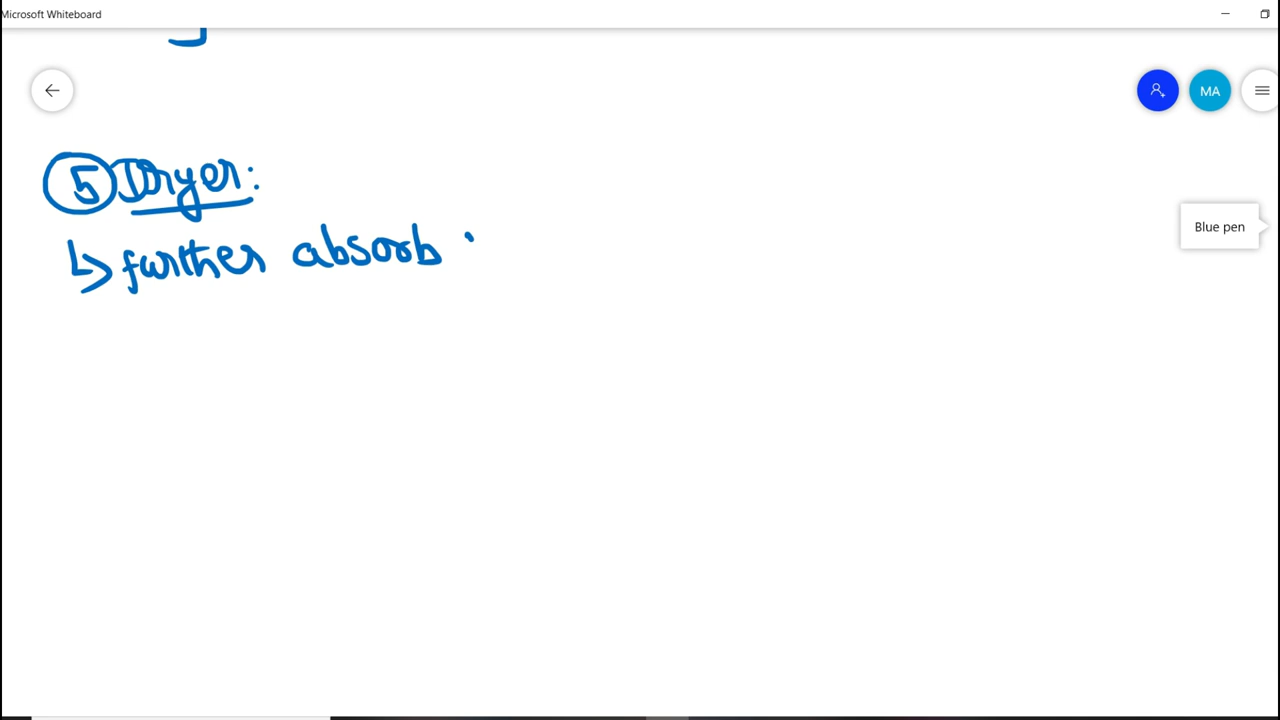 Microsoft Whiteboard
MA
5 Dryer:
Blue pen
↳ further absorb